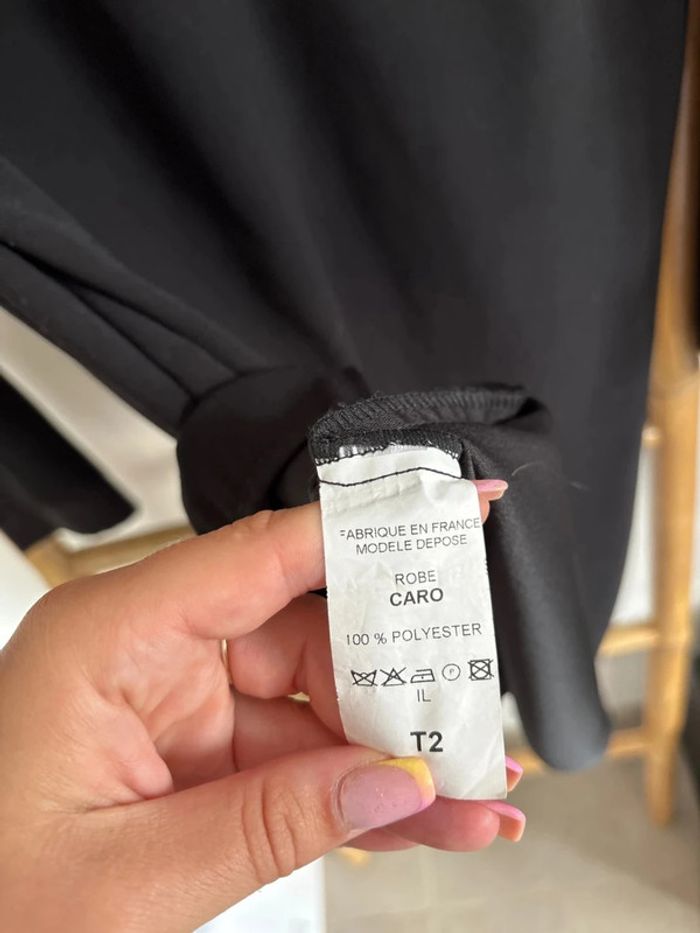 FABRIQUE EN FRANCE
MODELE DEPOSE
ROBE
CARO
100 % POLYESTER
P
IL
T2